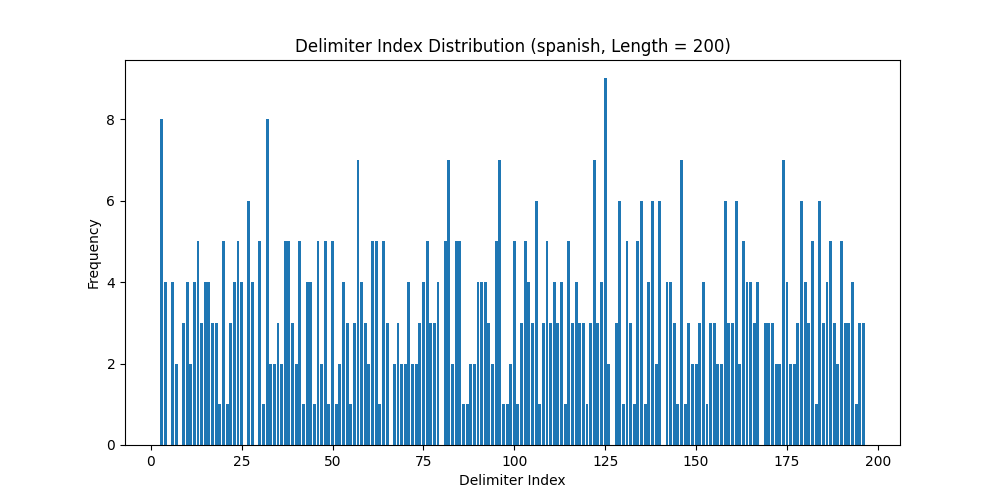 Delimiter Index Distribution (spanish, Length = 200)
Frequency
8
6
4
2
0
0 25 50 75 100 125 150 175 200
Delimiter Index